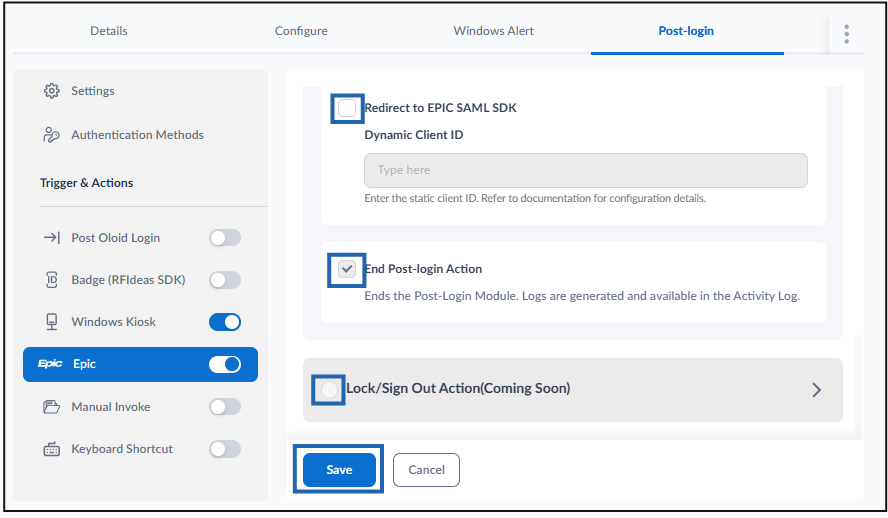 Details Configure Windows Alert Post-login
Settings
Authentication Methods
Trigger & Actions
Post Oloid Login
Badge (RFIdeas SDK)
Windows Kiosk
Epic Epic
Manual Invoke
Keyboard Shortcut
Redirect to EPIC SAML SDK
Dynamic Client ID
Type here
Enter the static client ID. Refer to documentation for configuration details.
End Post-login Action
Ends the Post-Login Module. Logs are generated and available in the Activity Log.
Lock/Sign Out Action(Coming Soon)
Save Cancel